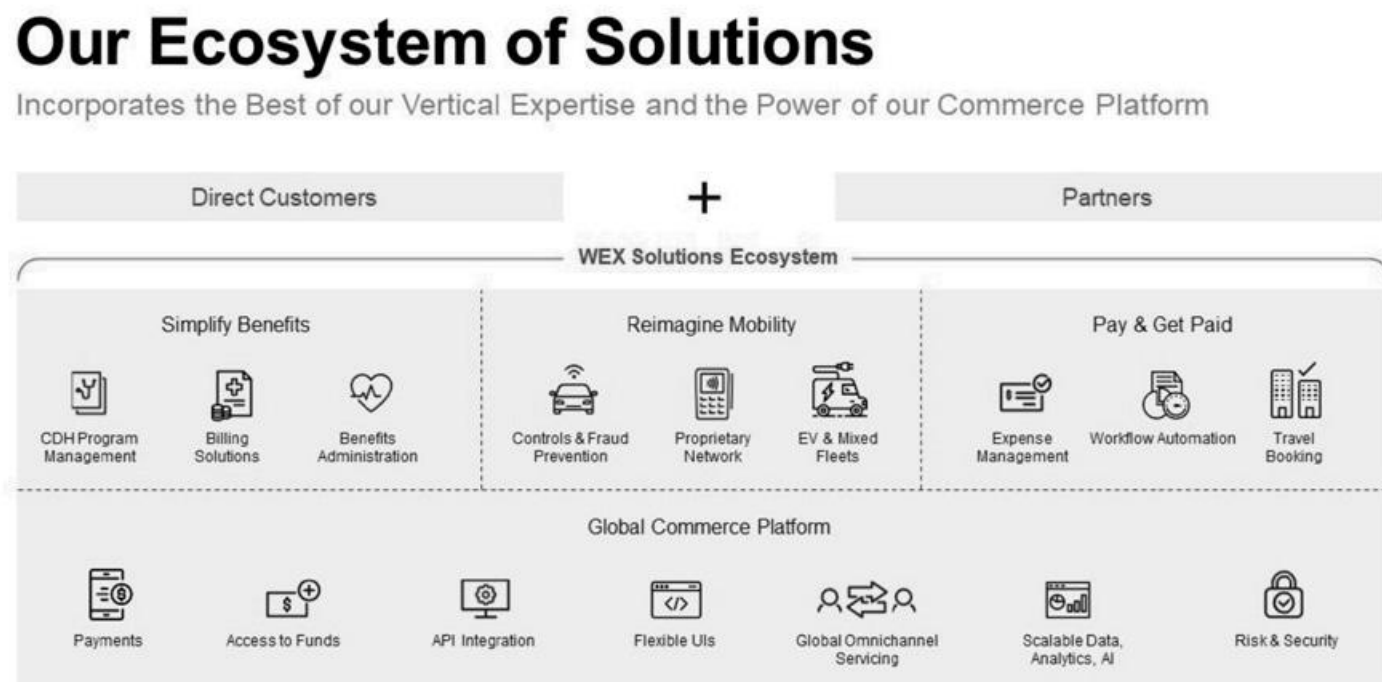 Our Ecosystem of Solutions
Incorporates the Best of our Vertical Expertise and the Power of our Commerce Platform
Direct Customers
+
Partners
WEX Solutions Ecosystem
Simplify Benefits
CDH Program
Management
Billing
Solutions
Benefits
Administration
Reimagine Mobility
Controls & Fraud
Prevention
Proprietary
Network
EV & Mixed
Fleets
Pay & Get Paid
Expense
Management
Workflow Automation
Travel
Booking
Global Commerce Platform
Payments
Access to Funds
API Integration
Flexible UIs
Global Omnichannel
Servicing
Scalable Data,
Analytics, AI
Risk & Security